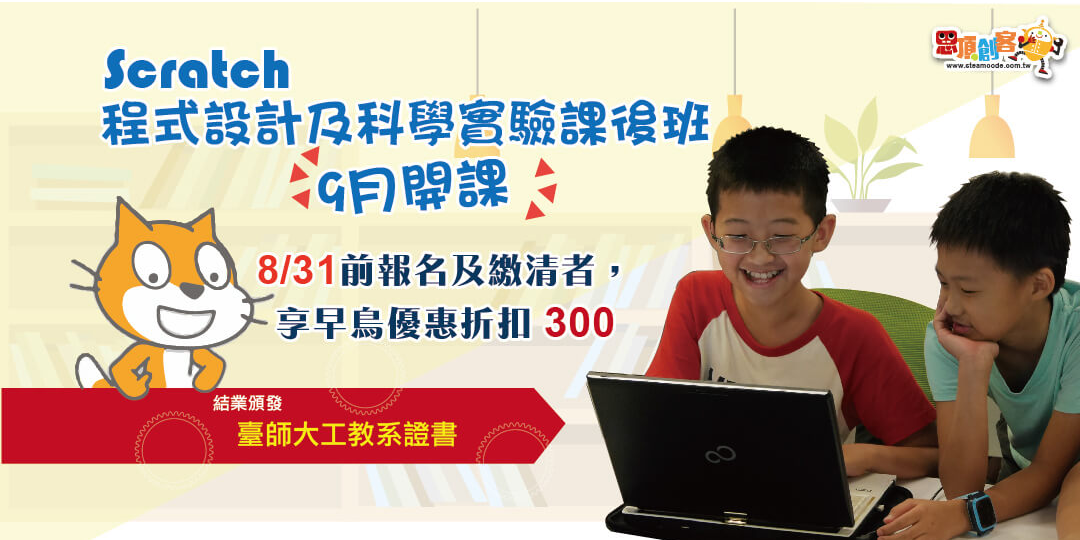 思頂創客
www.steamoode.com.tw
Scratch
程式設計及科學實驗課後班
9月開課
8/31前報名及繳清者，
享早鳥優惠折扣 300
結業頒發
臺師大工教系證書